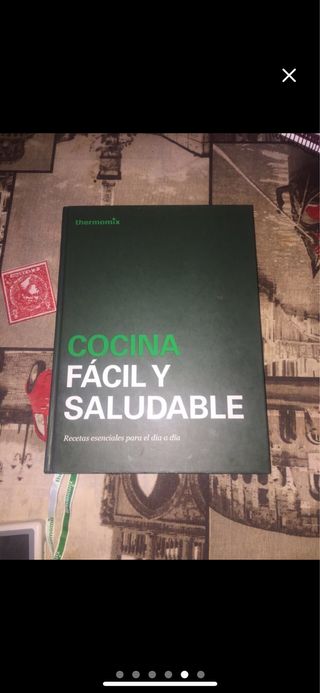 thermomix
COCINA
FÁCIL Y
SALUDABLE
Recetas esenciales para el día a día